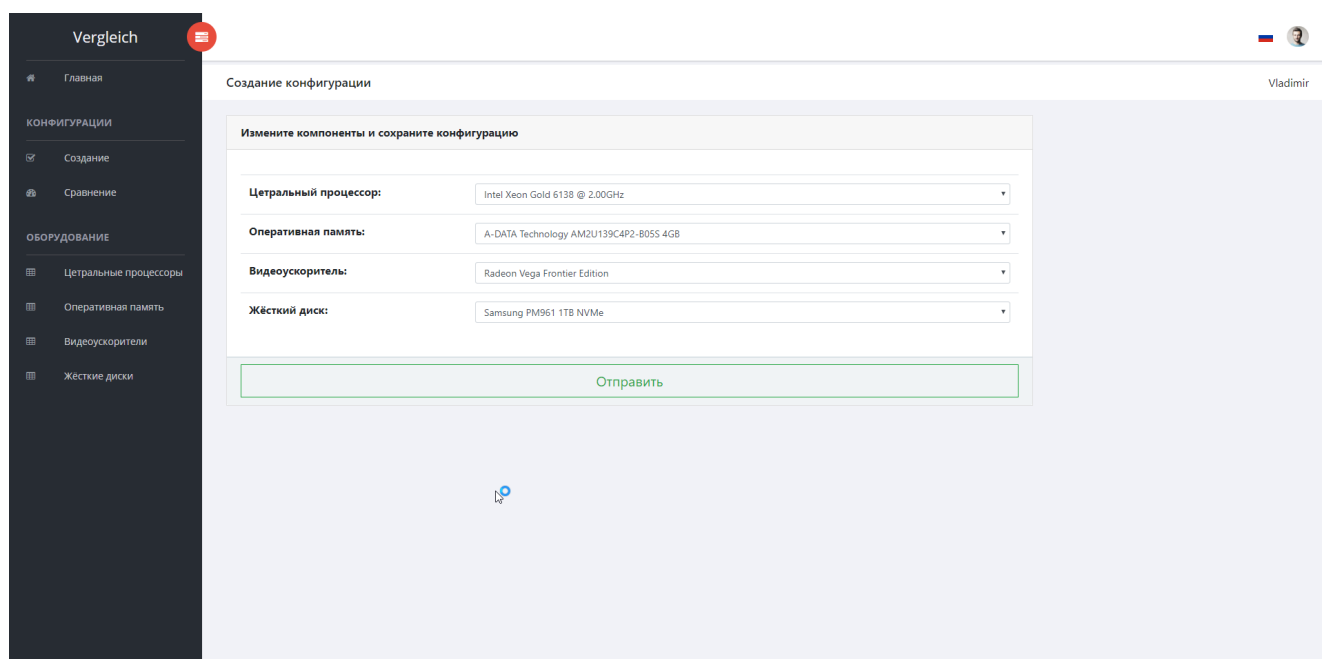 Vergleich
Главная
КОНФИГУРАЦИИ
Создание
Сравнение
ОБОРУДОВАНИЕ
Цетральные процессоры
Оперативная память
Видеоускорители
Жёсткие диски
Создание конфигурации
Vladimir
Измените компоненты и сохраните конфигурацию
Цетральный процессор: Intel Xeon Gold 6138 @ 2.00GHz
Оперативная память: A-DATA Technology AM2U139C4P2-B05S 4GB
Видеоускоритель: Radeon Vega Frontier Edition
Жёсткий диск: Samsung PM961 1TB NVMe
Отправить